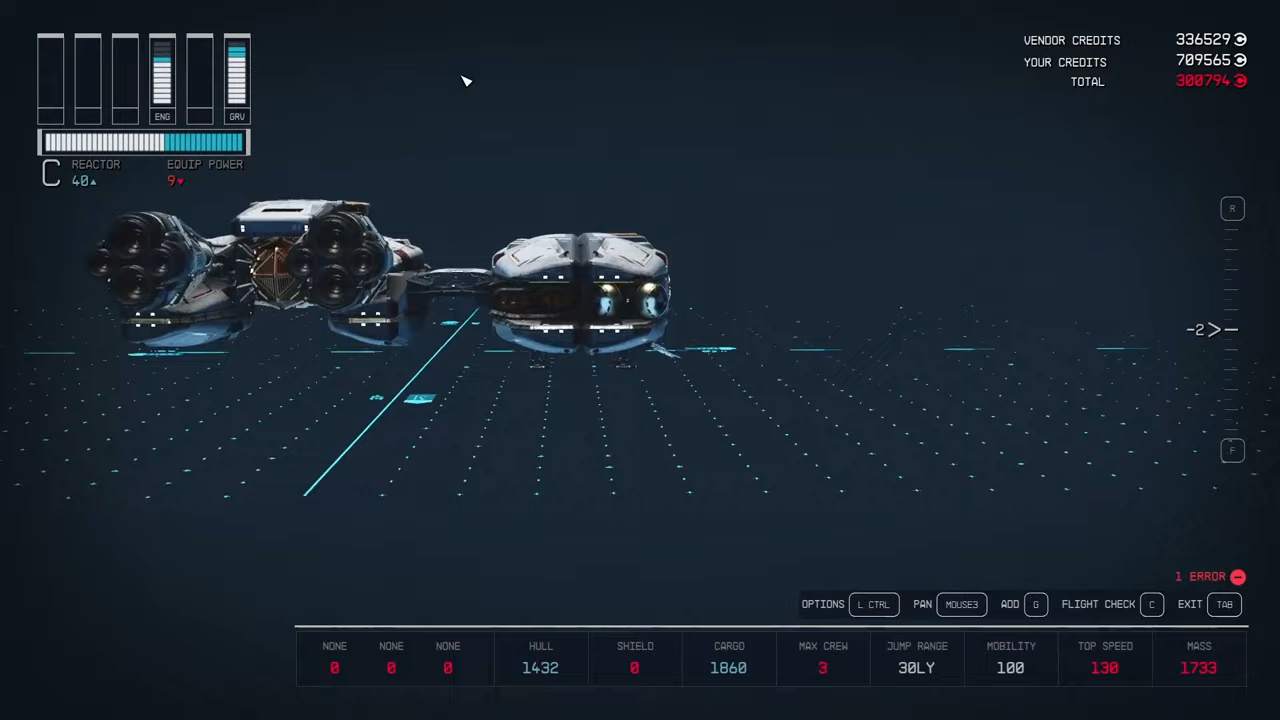 VENDOR CREDITS 336529
YOUR CREDITS 709565
TOTAL 300794
ENG GRV
C REACTOR EQUIP POWER
40 9
R
-2
F
1 ERROR
OPTIONS L CTRL PAN MOUSE3 ADD G FLIGHT CHECK C EXIT TAB
NONE NONE NONE HULL SHIELD CARGO MAX CREW JUMP RANGE MOBILITY TOP SPEED MASS
0 0 0 1432 0 1860 3 30LY 100 130 1733